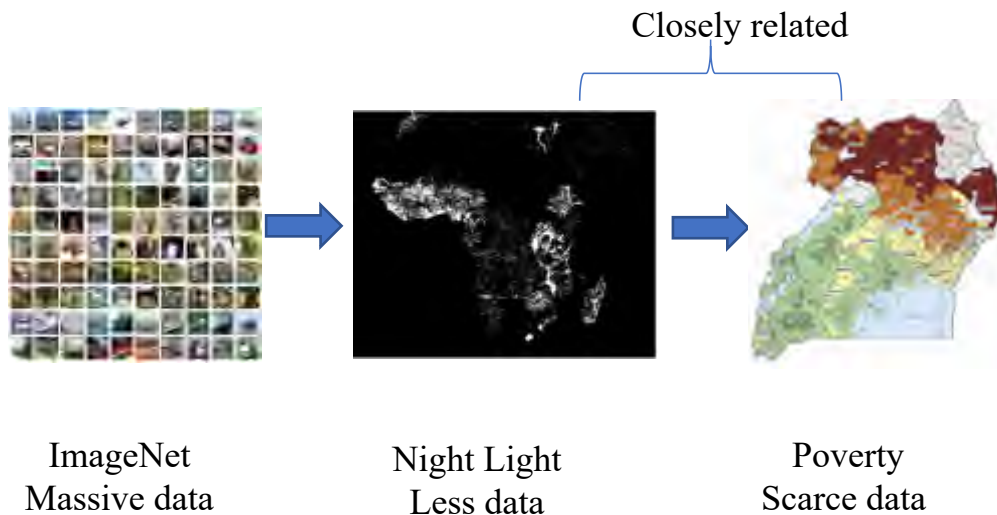 Closely related
ImageNet
Massive data
Night Light
Less data
Poverty
Scarce data